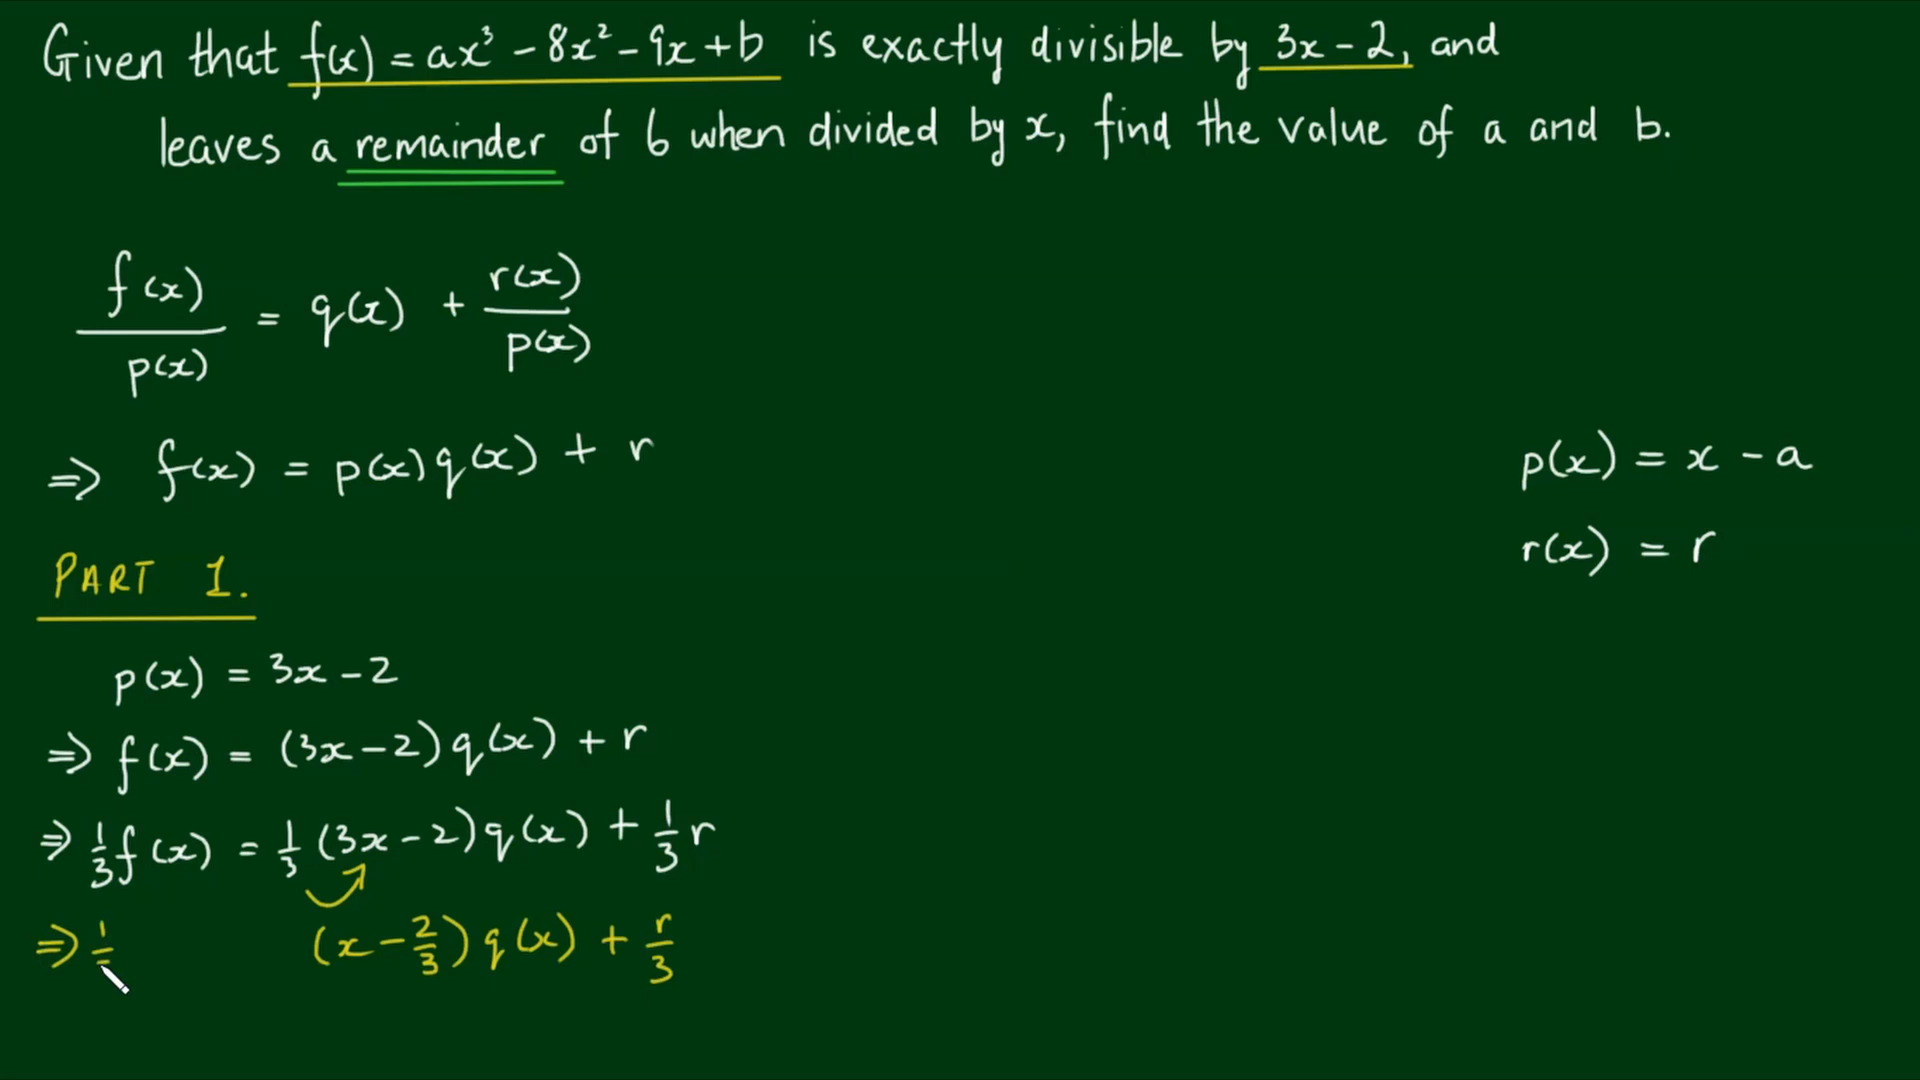 Given that f(x) = ax³ - 8x² - 9x + b is exactly divisible by 3x - 2, and
leaves a remainder of 6 when divided by x, find the value of a and b.
f(x)/p(x) = q(x) + r(x)/p(x)
⇒ f(x) = p(x)q(x) + r
p(x) = x - a
r(x) = r
PART 1.
p(x) = 3x - 2
⇒ f(x) = (3x - 2)q(x) + r
⇒ 1/3 f(x) = 1/3 (3x - 2)q(x) + 1/3 r
⇒ 1/ (x - 2/3)q(x) + r/3